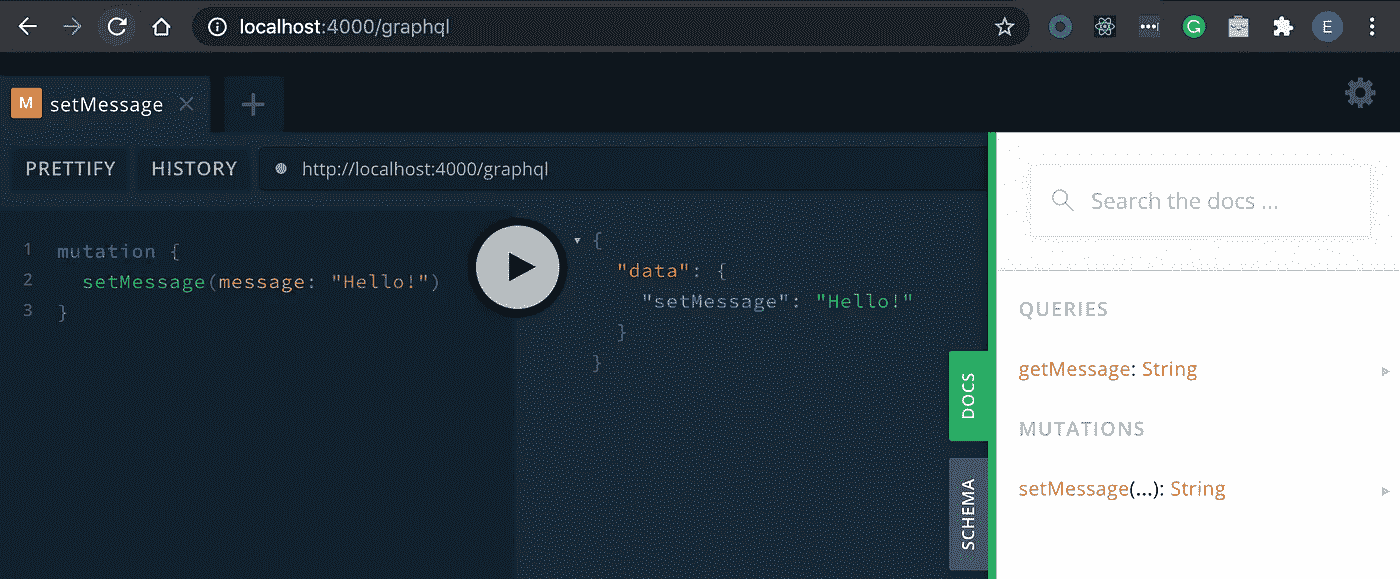 localhost:4000/graphql
E
M setMessage
PRETTIFY HISTORY http://localhost:4000/graphql
Search the docs ...
1 mutation {
2 setMessage(message: "Hello!")
3 }
{
"data": {
"setMessage": "Hello!"
}
}
DOCS
SCHEMA
QUERIES
getMessage: String
MUTATIONS
setMessage(...): String